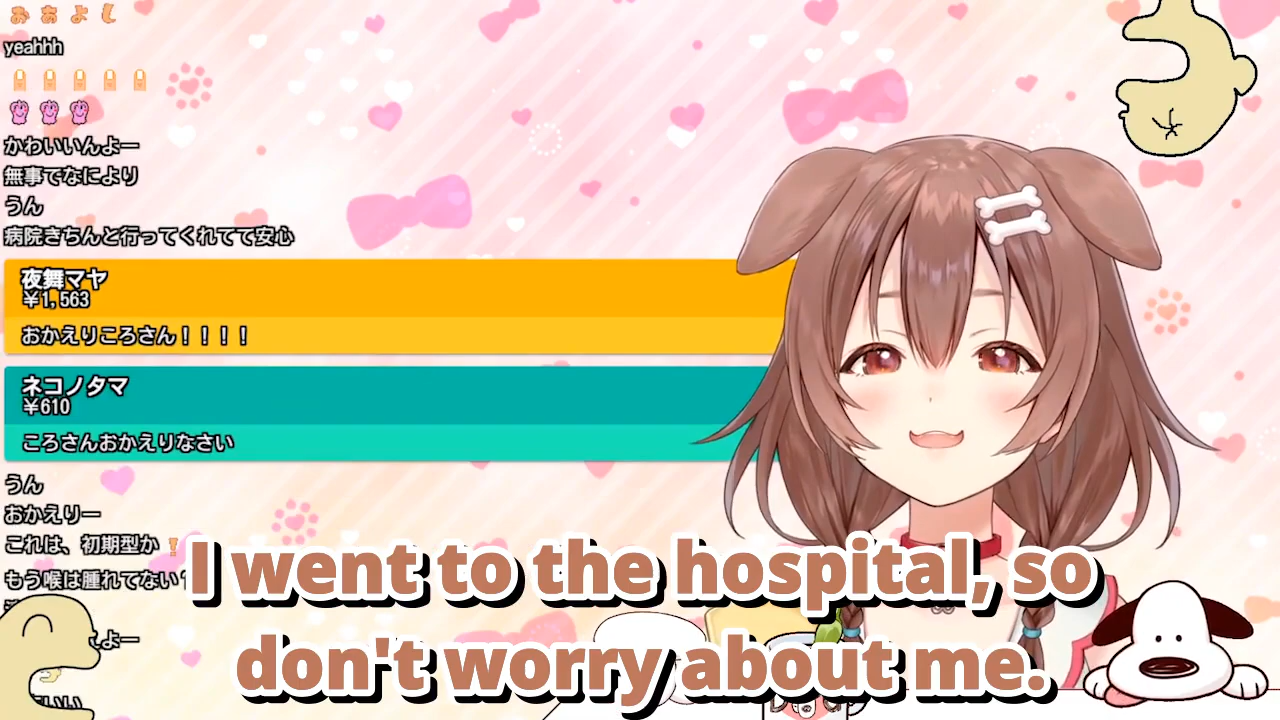 おおよし
yeahhh
かわいいんよー
無事でなにより
うん
病院きちんと行ってくれてて安心
夜舞マヤ
￥1,563
おかえりころさん！！！！
ネコノタマ
￥610
ころさんおかえりなさい
うん
おかえりー
これは、初期型か
もう喉は腫れてない
I went to the hospital, so
don't worry about me.